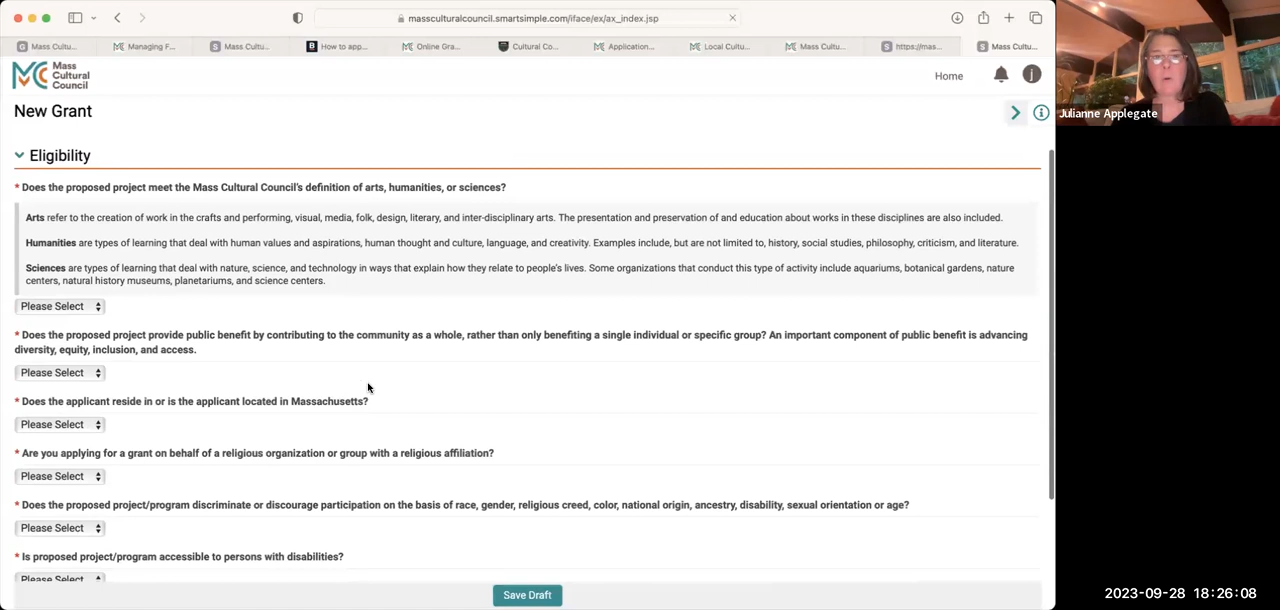 massculturalcouncil.smartsimple.com/iface/ex/ax_index.jsp
G Mass Cultu...
Managing F...
S Mass Cultu...
B How to app...
Online Gra...
Cultural Co...
Application...
Local Cultu...
Mass Cultu...
S https://mas...
S Mass Cultu...
Mass
Cultural
Council
Home
j
New Grant
Eligibility
* Does the proposed project meet the Mass Cultural Council's definition of arts, humanities, or sciences?
Arts refer to the creation of work in the crafts and performing, visual, media, folk, design, literary, and inter-disciplinary arts. The presentation and preservation of and education about works in these disciplines are also included.
Humanities are types of learning that deal with human values and aspirations, human thought and culture, language, and creativity. Examples include, but are not limited to, history, social studies, philosophy, criticism, and literature.
Sciences are types of learning that deal with nature, science, and technology in ways that explain how they relate to people's lives. Some organizations that conduct this type of activity include aquariums, botanical gardens, nature
centers, natural history museums, planetariums, and science centers.
Please Select
* Does the proposed project provide public benefit by contributing to the community as a whole, rather than only benefiting a single individual or specific group? An important component of public benefit is advancing
diversity, equity, inclusion, and access.
Please Select
* Does the applicant reside in or is the applicant located in Massachusetts?
Please Select
* Are you applying for a grant on behalf of a religious organization or group with a religious affiliation?
Please Select
* Does the proposed project/program discriminate or discourage participation on the basis of race, gender, religious creed, color, national origin, ancestry, disability, sexual orientation or age?
Please Select
* Is proposed project/program accessible to persons with disabilities?
Please Select
Save Draft
Julianne Applegate
2023-09-28 18:26:08